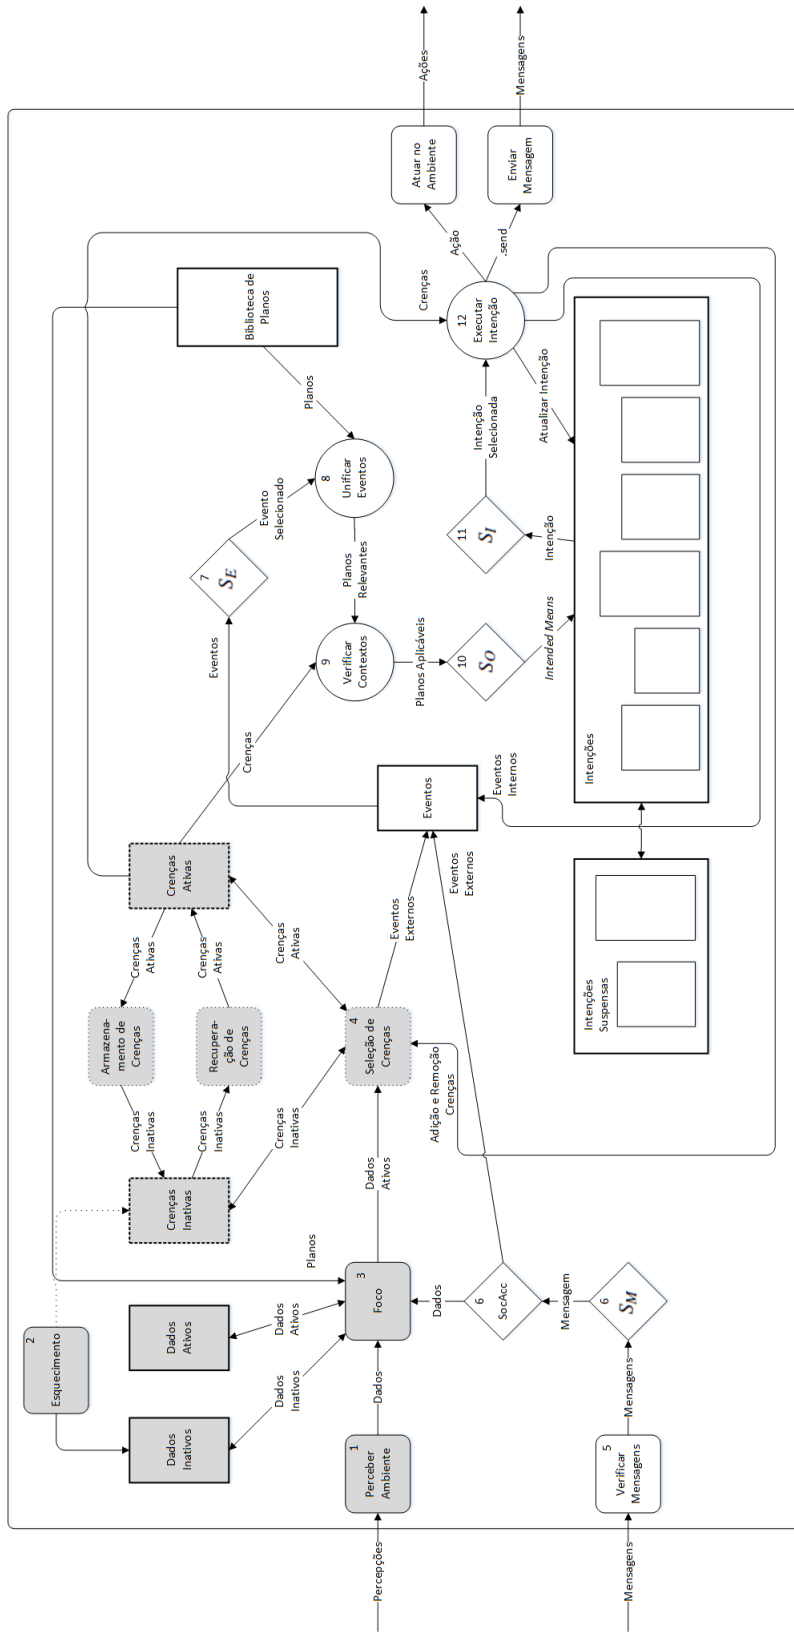 Percepções
1
Perceber
Ambiente
Dados
Dados
Inativos
2
Esquecimento
Dados
Ativos
Dados
Inativos
Dados
Ativos
3
Foco
Planos
Dados
Ativos
Crenças
Inativas
Crenças
Inativas
Crenças
Inativas
Crenças
Inativas
Armazena-
mento de
Crenças
Recupera-
ção de
Crenças
Crenças
Ativas
Crenças
Ativas
Crenças
Ativas
Crenças
Ativas
4
Seleção de
Crenças
Adição e Remoção
Crenças
Eventos
Externos
Eventos
Externos
Eventos
Eventos
Internos
Mensagens
5
Verificar
Mensagens
Mensagens
6
SM
Mensagem
6
SocAcc
Dados
Eventos
7
SE
Evento
Selecionado
8
Unificar
Eventos
Planos
Biblioteca de
Planos
Planos
Relevantes
9
Verificar
Contextos
Crenças
Planos Aplicáveis
10
SO
Intended Means
Intenções
Suspensas
Intenções
Intenção
11
SI
Intenção
Selecionada
12
Executar
Intenção
Atualizar Intenção
Crenças
Ação
.send
Atuar no
Ambiente
Enviar
Mensagem
Ações
Mensagens